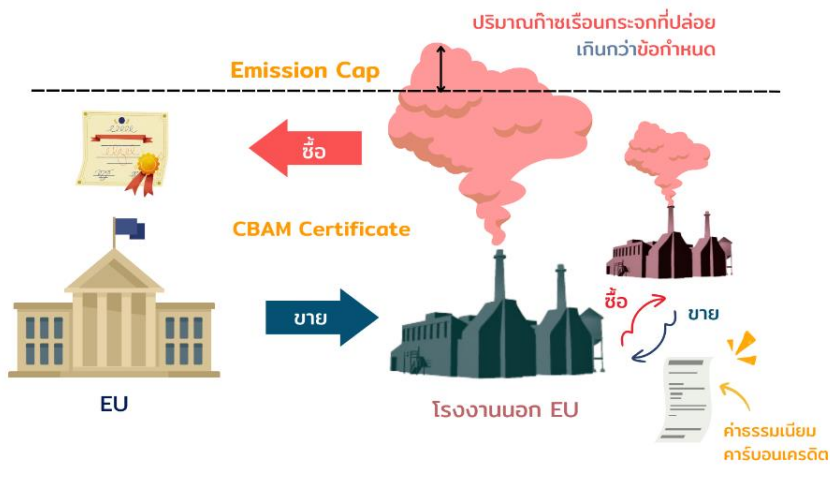 ปริมาณก๊าซเรือนกระจกที่ปล่อย
เกินกว่าข้อกำหนด
Emission Cap
ซื้อ
CBAM Certificate
ขาย
ซื้อ
ขาย
EU
โรงงานนอก EU
ค่าธรรมเนียม
คาร์บอนเครดิต